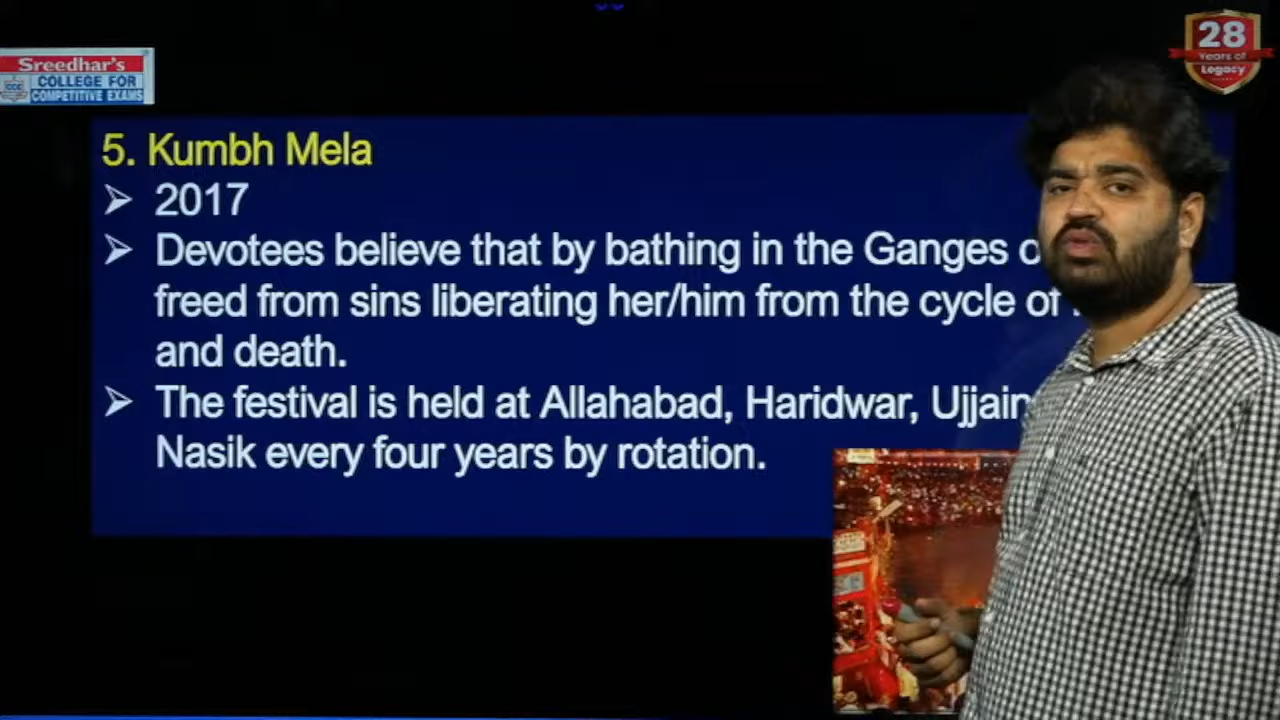 Sreedhar's
COLLEGE FOR
CCE
COMPETITIVE EXAMS
28
Years of
Legacy
5. Kumbh Mela
➢ 2017
➢ Devotees believe that by bathing in the Ganges
freed from sins liberating her/him from the cycle of
and death.
➢ The festival is held at Allahabad, Haridwar, Ujjain
Nasik every four years by rotation.